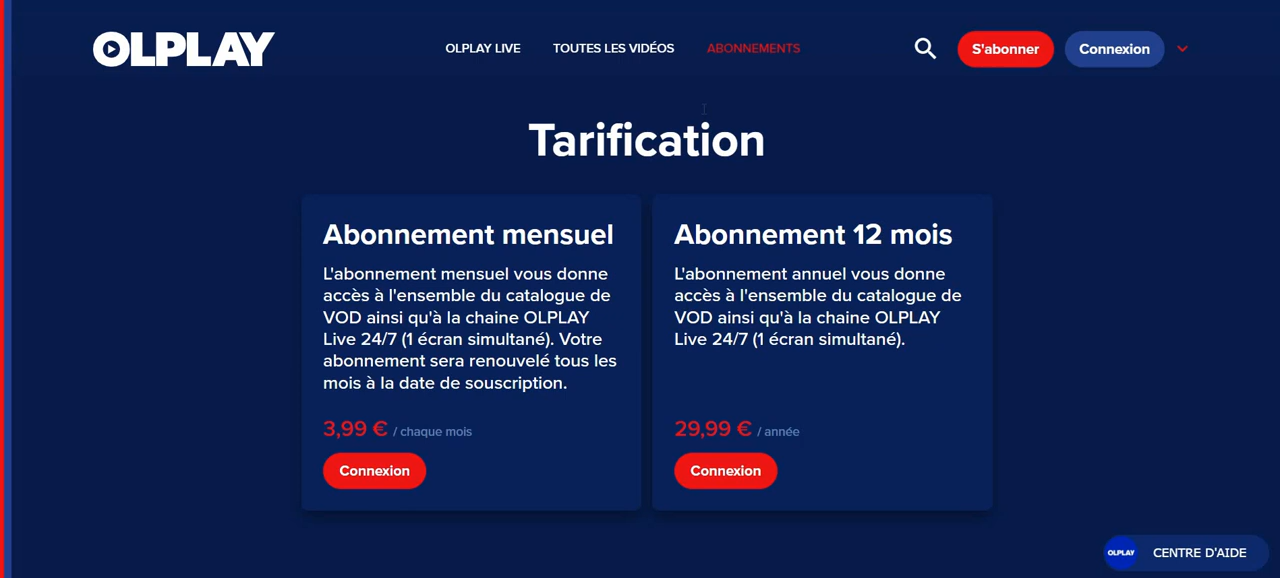 OLPLAY
OLPLAY LIVE
TOUTES LES VIDÉOS
ABONNEMENTS
S'abonner
Connexion
Tarification
Abonnement mensuel
L'abonnement mensuel vous donne
accès à l'ensemble du catalogue de
VOD ainsi qu'à la chaine OLPLAY
Live 24/7 (1 écran simultané). Votre
abonnement sera renouvelé tous les
mois à la date de souscription.
3,99 € / chaque mois
Connexion
Abonnement 12 mois
L'abonnement annuel vous donne
accès à l'ensemble du catalogue de
VOD ainsi qu'à la chaine OLPLAY
Live 24/7 (1 écran simultané).
29,99 € / année
Connexion
OLPLAY
CENTRE D'AIDE